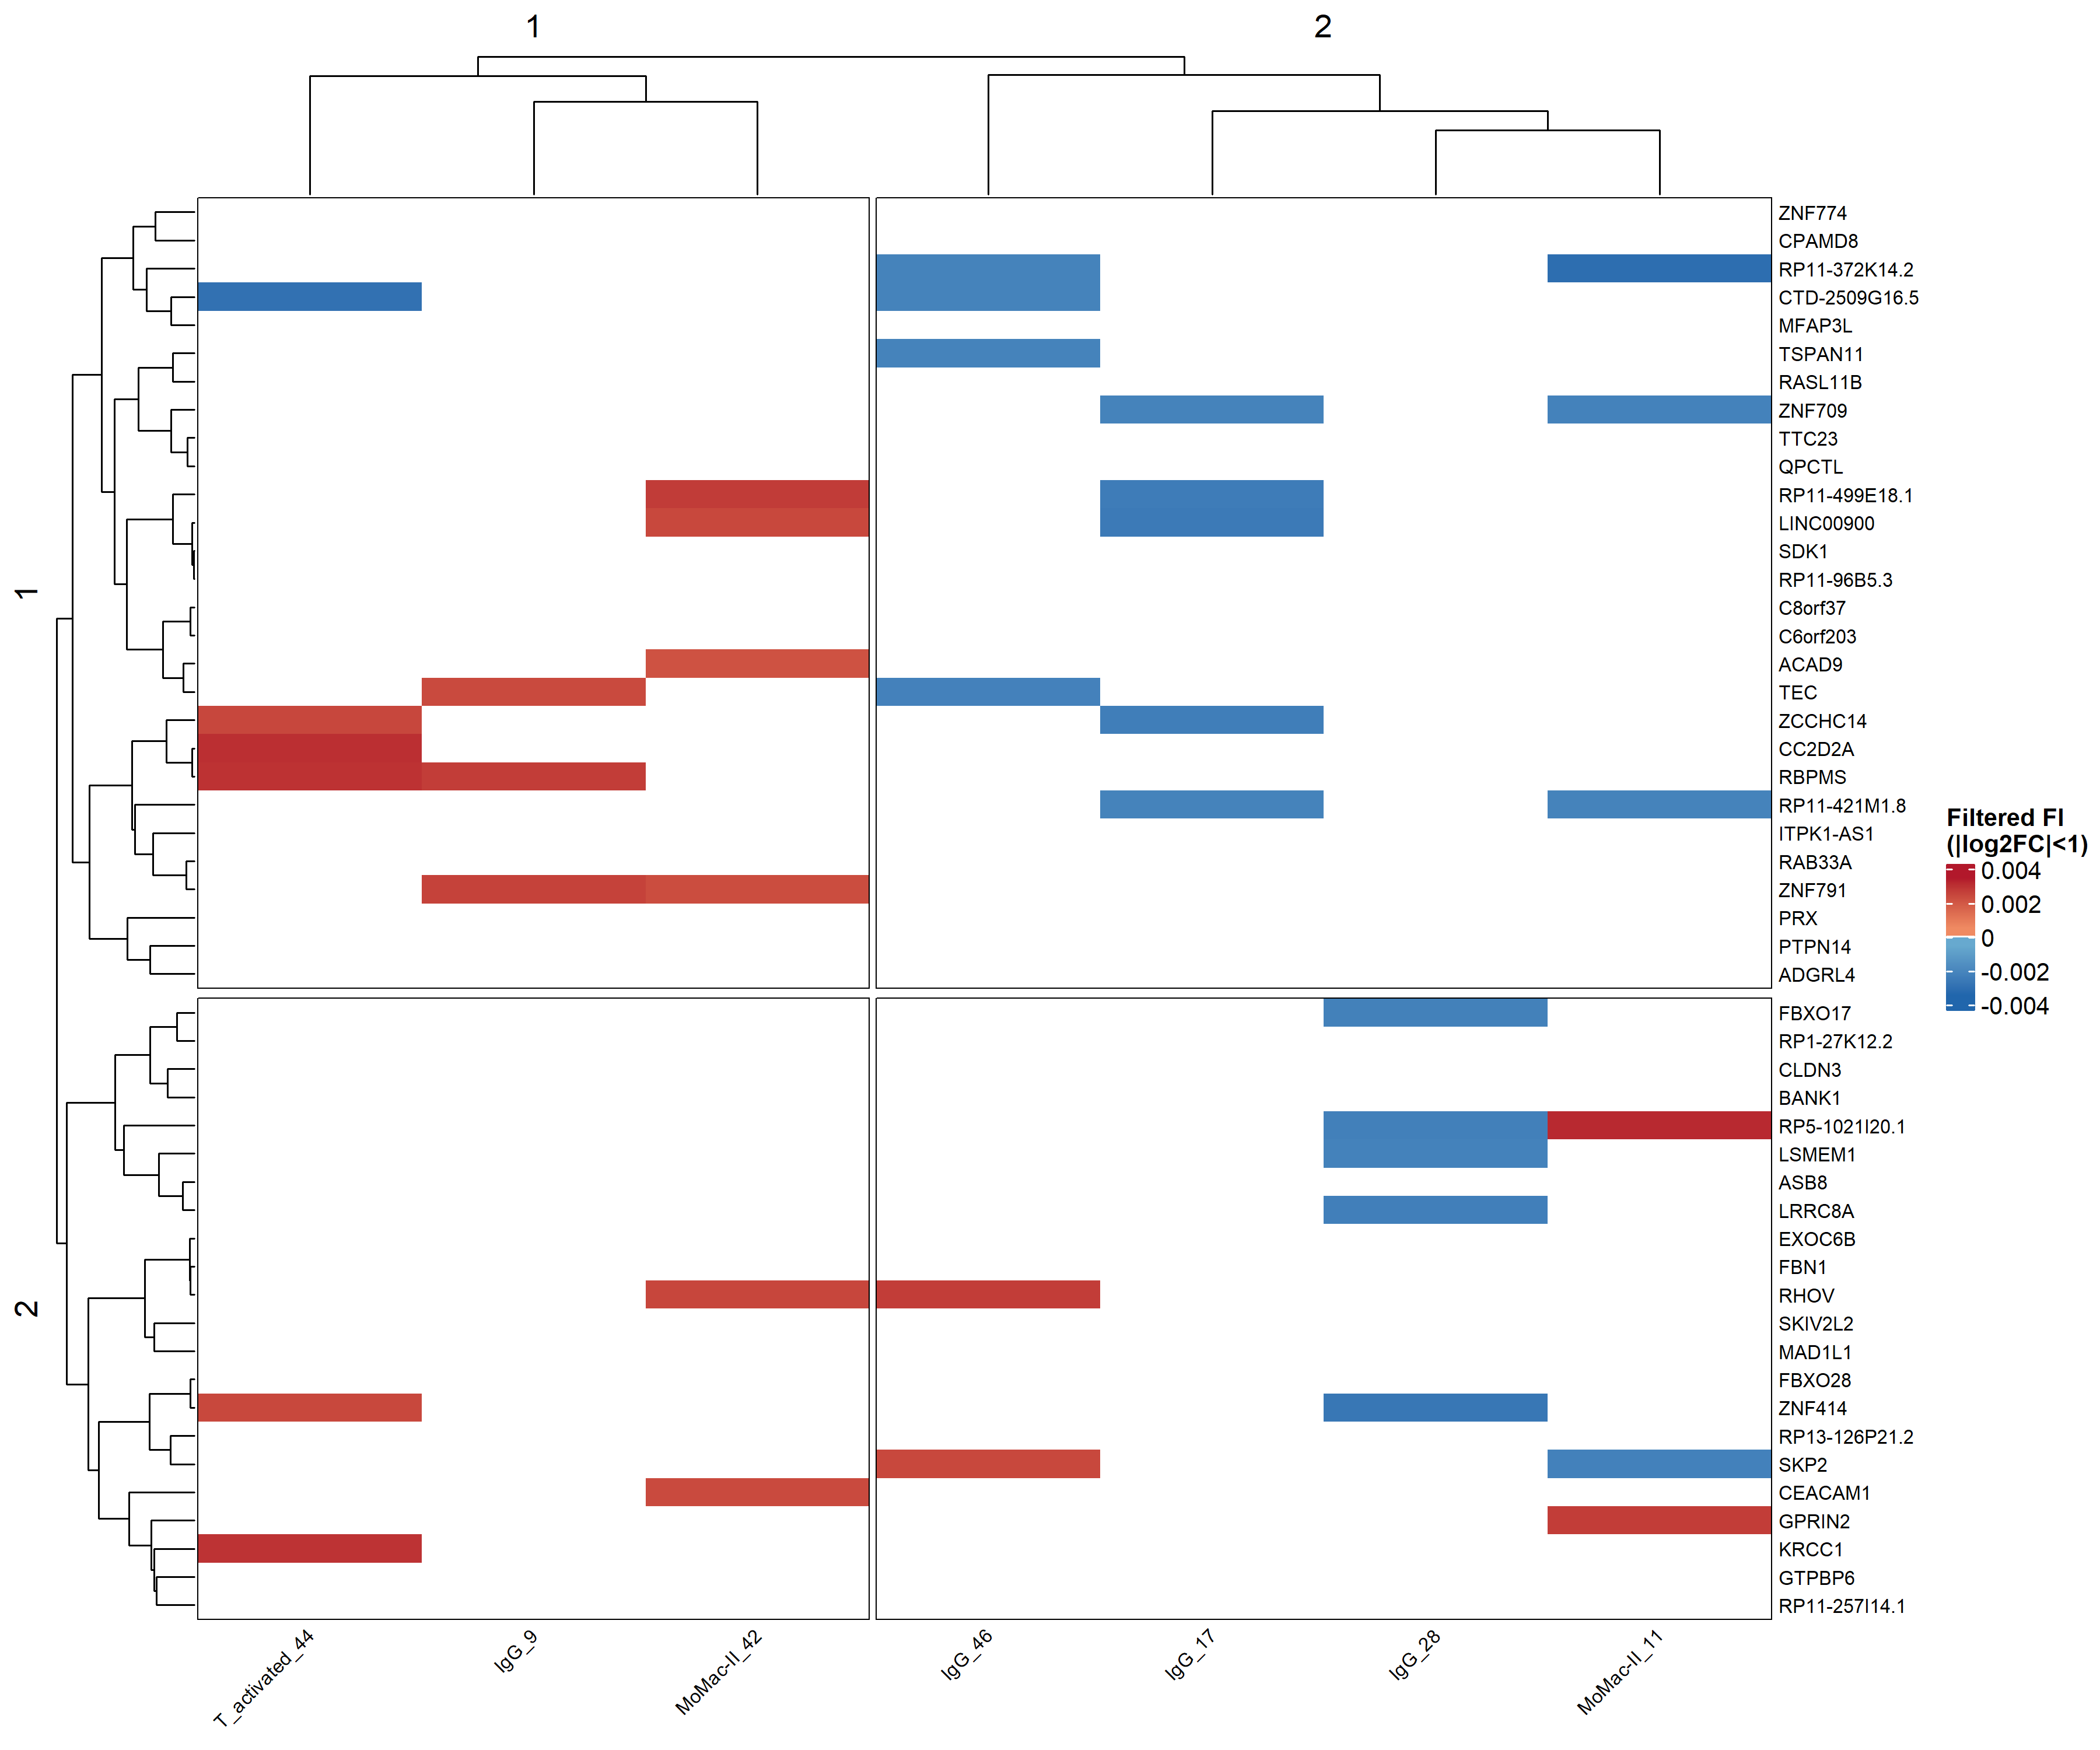 1
2
ZNF774
CPAMD8
RP11-372K14.2
CTD-2509G16.5
MFAP3L
TSPAN11
RASL11B
ZNF709
TTC23
QPCTL
RP11-499E18.1
LINC00900
SDK1
RP11-96B5.3
C8orf37
C6orf203
ACAD9
TEC
ZCCHC14
CC2D2A
RBPMS
RP11-421M1.8
ITPK1-AS1
RAB33A
ZNF791
PRX
PTPN14
ADGRL4
1
FBXO17
RP1-27K12.2
CLDN3
BANK1
RP5-1021I20.1
LSMEM1
ASB8
LRRC8A
EXOC6B
FBN1
RHOV
SKIV2L2
MAD1L1
FBXO28
ZNF414
RP13-126P21.2
SKP2
CEACAM1
GPRIN2
KRCC1
GTPBP6
RP11-257I14.1
2
T_activated_44
IgG_9
MoMac-II_42
IgG_46
IgG_17
IgG_28
MoMac-II_11
Filtered FI
(|log2FC|<1)
0.004
0.002
0
-0.002
-0.004